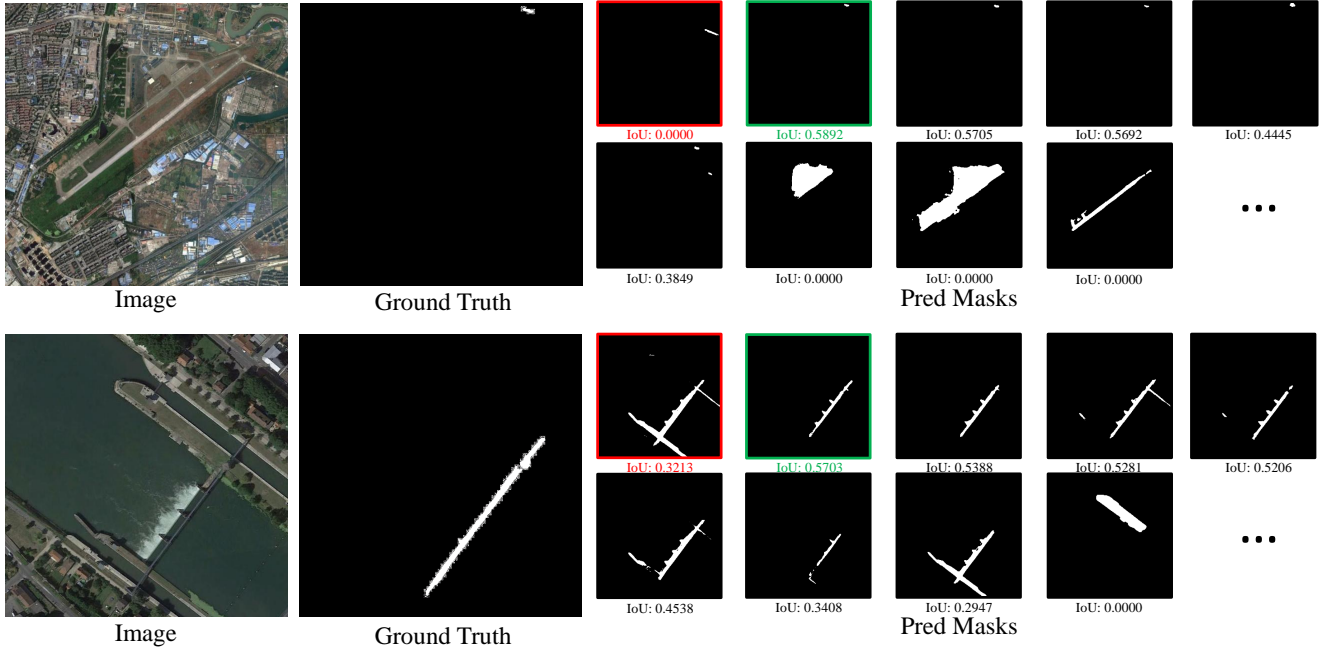 IoU: 0.0000 IoU: 0.5892 IoU: 0.5705 IoU: 0.5692 IoU: 0.4445
IoU: 0.3849 IoU: 0.0000 IoU: 0.0000 IoU: 0.0000
...
Image Ground Truth Pred Masks
IoU: 0.3213 IoU: 0.5703 IoU: 0.5388 IoU: 0.5281 IoU: 0.5206
IoU: 0.4538 IoU: 0.3408 IoU: 0.2947 IoU: 0.0000
...
Image Ground Truth Pred Masks